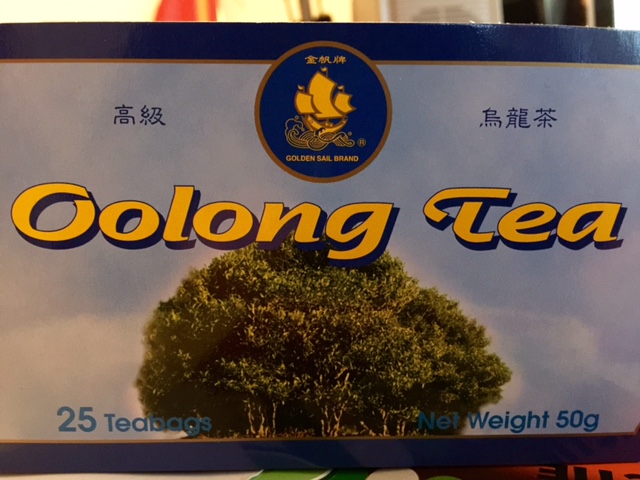 金帆牌
®
GOLDEN SAIL BRAND
高級
烏龍茶
Oolong Tea
25 Teabags
Net Weight 50g